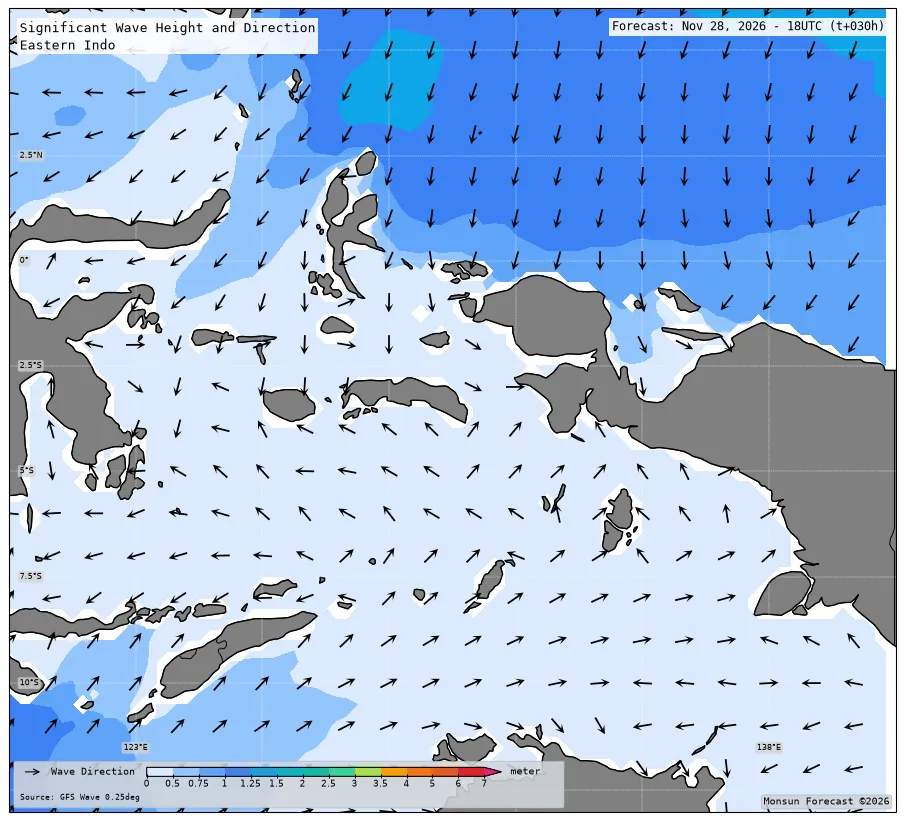 Significant Wave Height and Direction
Eastern Indo
Forecast: Nov 28, 2026 - 18UTC (t+030h)
2.5°N
0°
2.5°S
5°S
7.5°S
10°S
123°E
138°E
Wave Direction
meter
0 0.5 0.75 1 1.25 1.5 2 2.5 3 3.5 4 5 6 7
Source: GFS Wave 0.25deg
Monsun Forecast ©2026